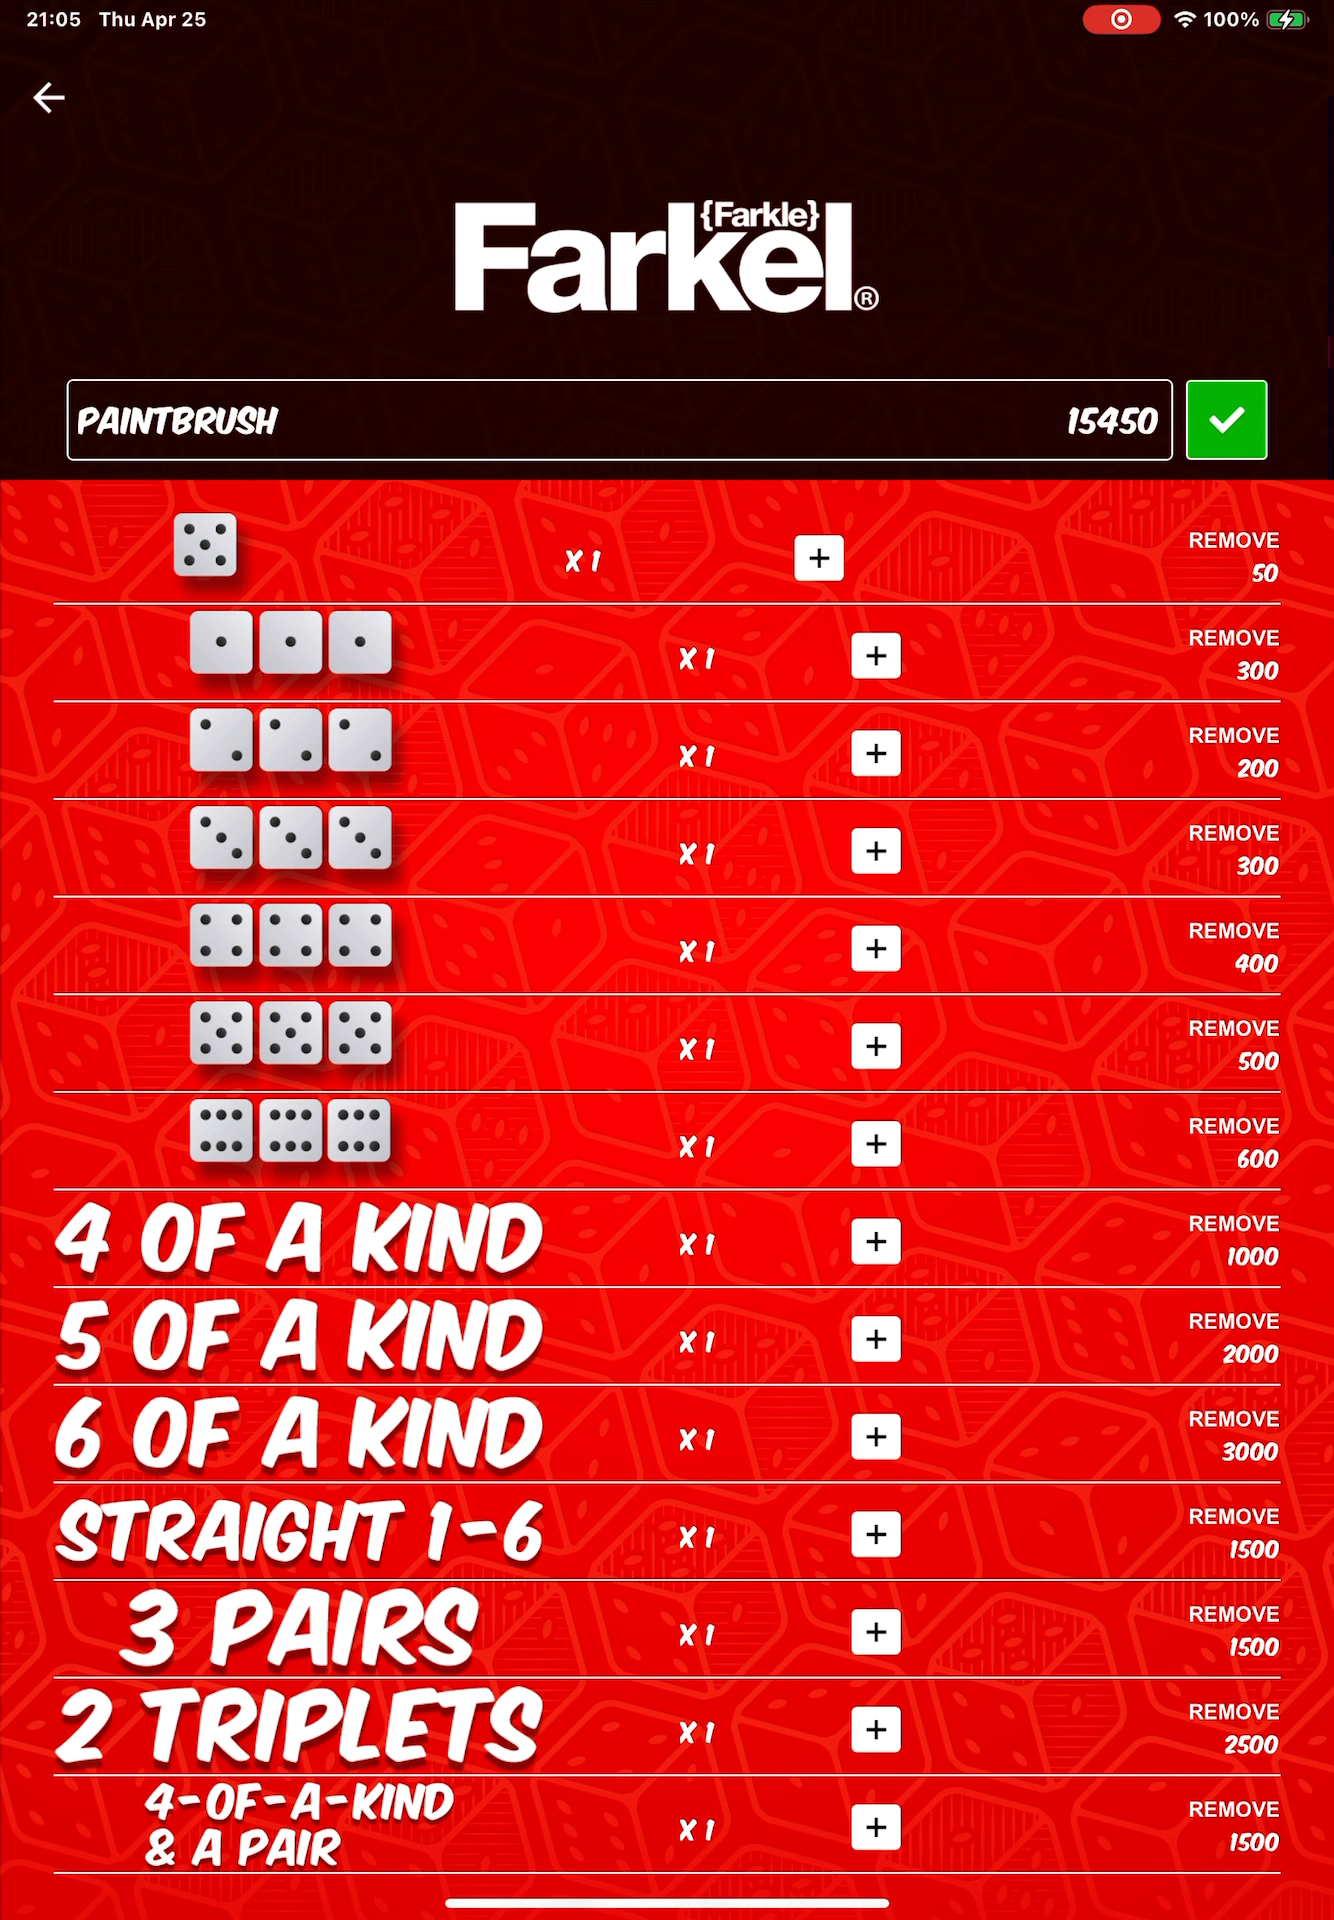 21:05 Thu Apr 25 100%
{Farkle}
Farkel®
PAINTBRUSH 15450
X 1 + REMOVE
50
X 1 + REMOVE
300
X 1 + REMOVE
200
X 1 + REMOVE
300
X 1 + REMOVE
400
X 1 + REMOVE
500
X 1 + REMOVE
600
4 OF A KIND X 1 + REMOVE
1000
5 OF A KIND X 1 + REMOVE
2000
6 OF A KIND X 1 + REMOVE
3000
STRAIGHT 1-6 X 1 + REMOVE
1500
3 PAIRS X 1 + REMOVE
1500
2 TRIPLETS X 1 + REMOVE
2500
4-OF-A-KIND
& A PAIR X 1 + REMOVE
1500